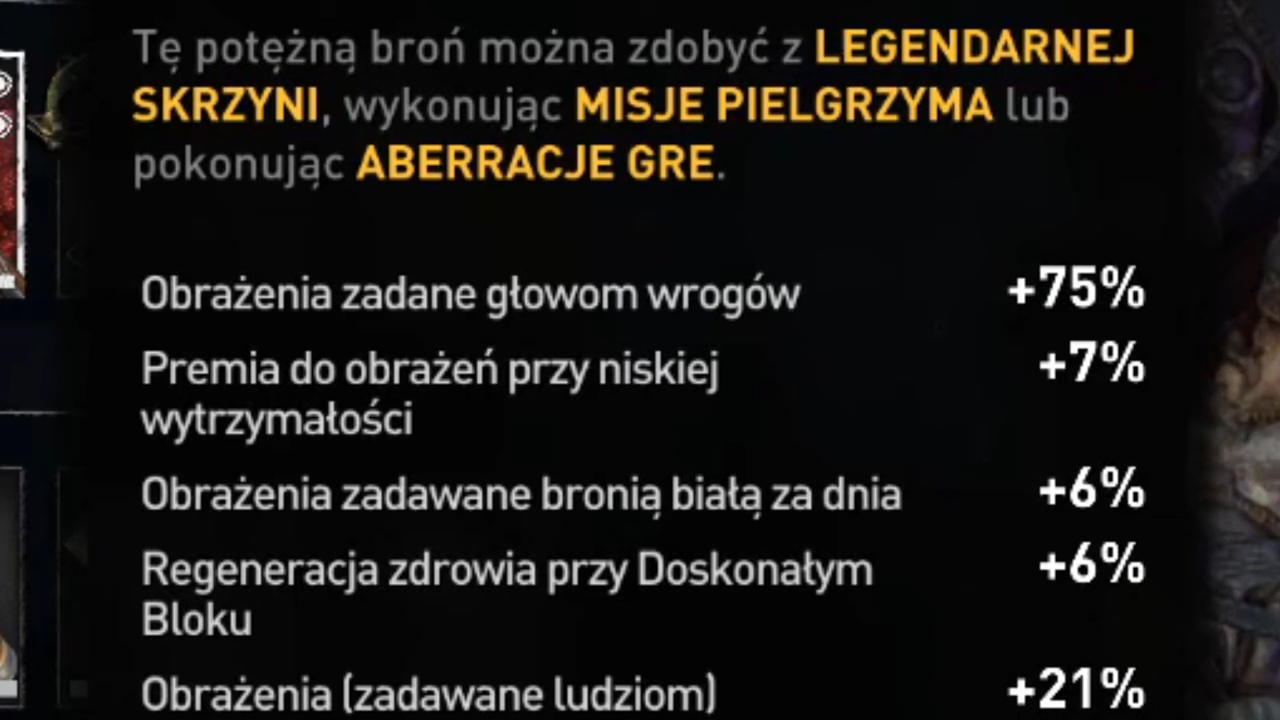 Tę potężną broń można zdobyć z LEGENDARNEJ
SKRZYNI, wykonując MISJE PIELGRZYMA lub
pokonując ABERRACJE GRE.
Obrażenia zadane głowom wrogów +75%
Premia do obrażeń przy niskiej +7%
wytrzymałości
Obrażenia zadawane bronią białą za dnia +6%
Regeneracja zdrowia przy Doskonałym +6%
Bloku
Obrażenia (zadawane ludziom) +21%